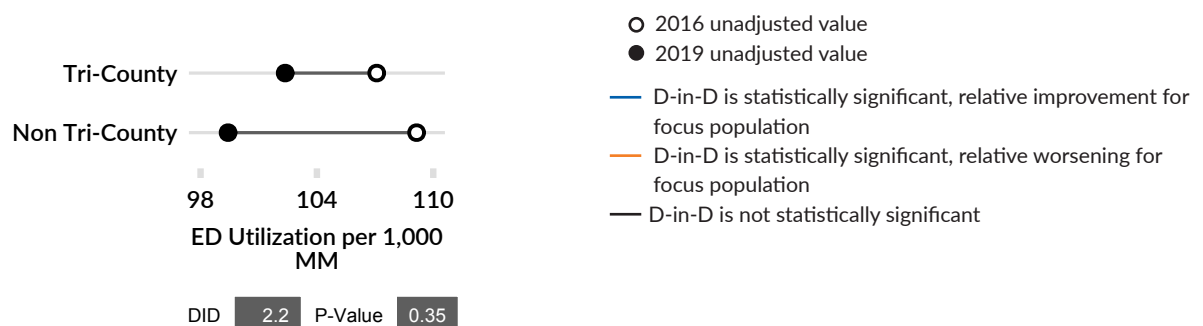 2016 unadjusted value
2019 unadjusted value
D-in-D is statistically significant, relative improvement for
focus population
D-in-D is statistically significant, relative worsening for
focus population
D-in-D is not statistically significant
Tri-County
Non Tri-County
98 104 110
ED Utilization per 1,000
MM
DID 2.2 P-Value 0.35